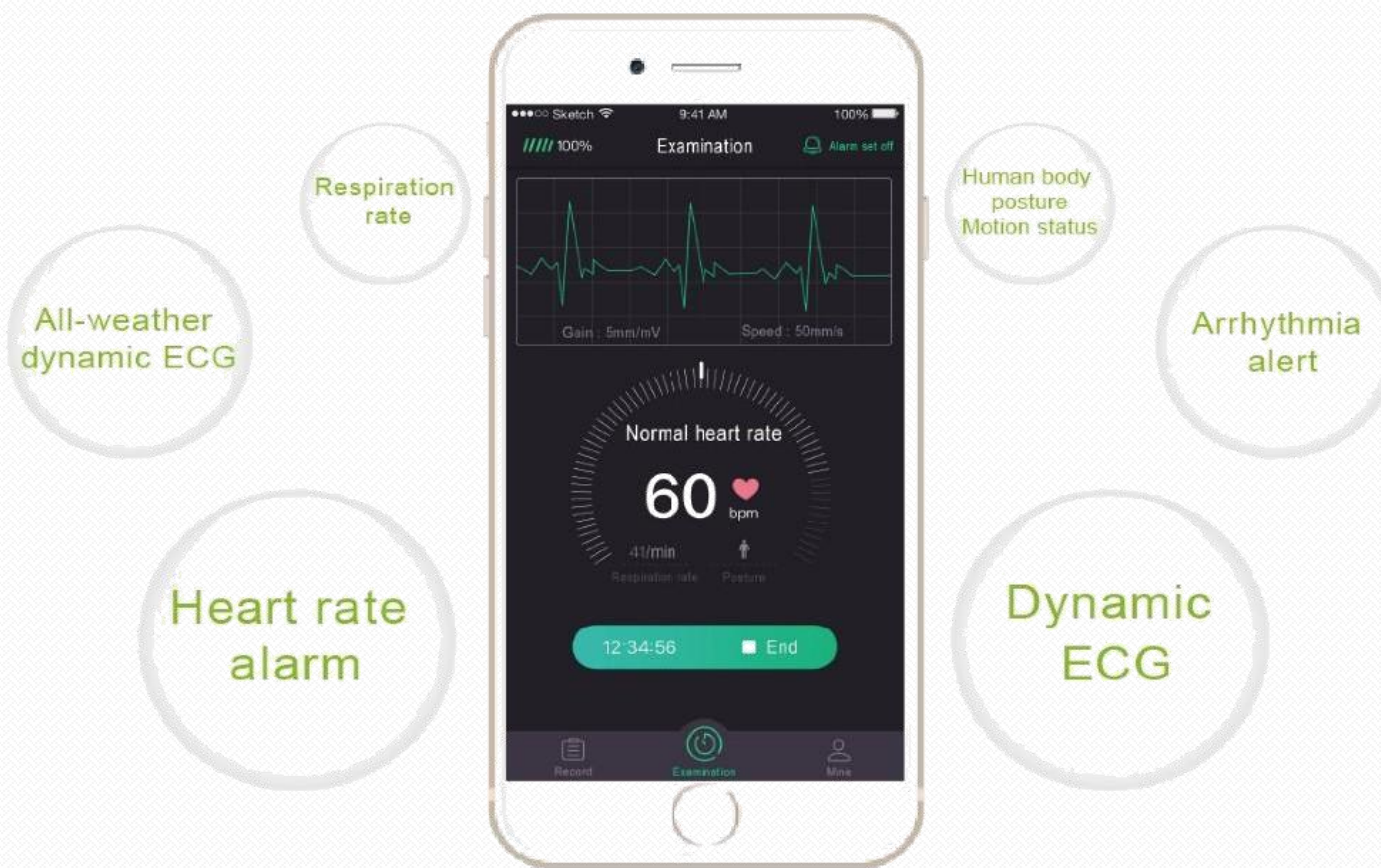 Sketch 9:41 AM 100%
100% Examination Alarm set off
Respiration
rate
Human body
posture
Motion status
All-weather
dynamic ECG
Gain : 5mm/mV Speed : 50mm/s
Arrhythmia
alert
Normal heart rate
60
bpm
41/min
Respiration rate Posture
Heart rate
alarm
12:34:56 End
Dynamic
ECG
Record Examination Mine